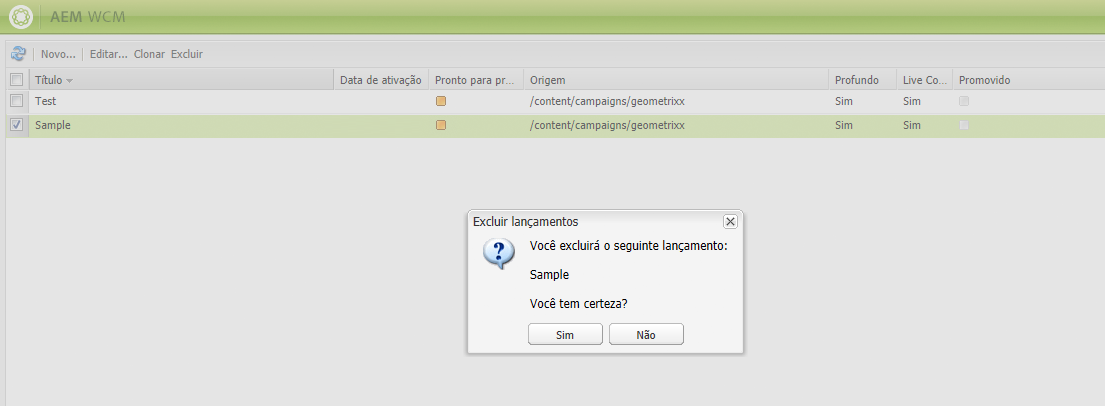 AEM WCM
Novo... Editar... Clonar Excluir
Título Data de ativação Pronto para pr... Origem Profundo Live Co... Promovido
Test /content/campaigns/geometrixx Sim Sim
Sample /content/campaigns/geometrixx Sim Sim
Excluir lançamentos
?
Você excluirá o seguinte lançamento:
Sample
Você tem certeza?
Sim Não